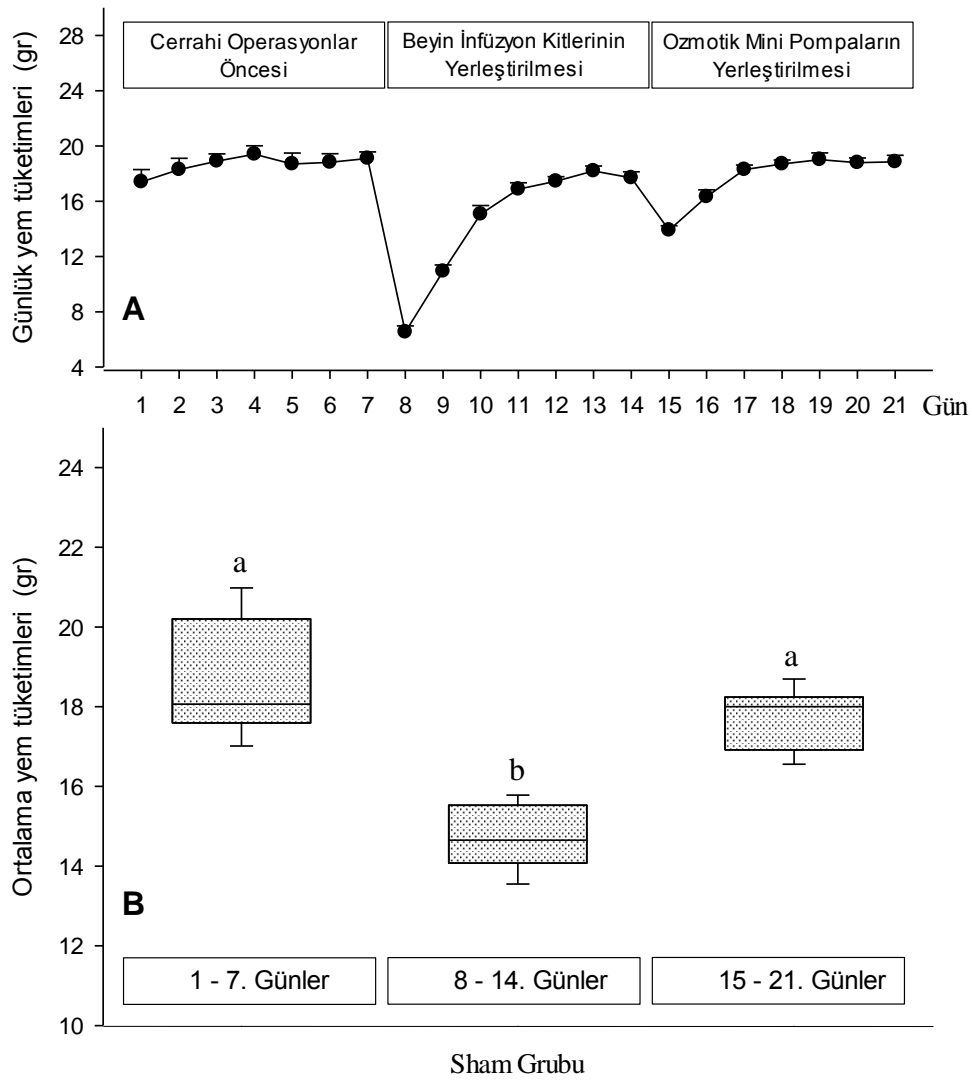 Günlük yem tüketimleri (gr)
28
24
20
16
12
8
4
Cerrahi Operasyonlar
Öncesi
Beyin İnfüzyon Kitlerinin
Yerleştirilmesi
Ozmotik Mini Pompaların
Yerleştirilmesi
A
1 2 3 4 5 6 7 8 9 10 11 12 13 14 15 16 17 18 19 20 21 Gün
Ortalama yem tüketimleri (gr)
24
22
20
18
16
14
12
10
a
b
a
B
1 - 7. Günler
8 - 14. Günler
15 - 21. Günler
Sham Grubu